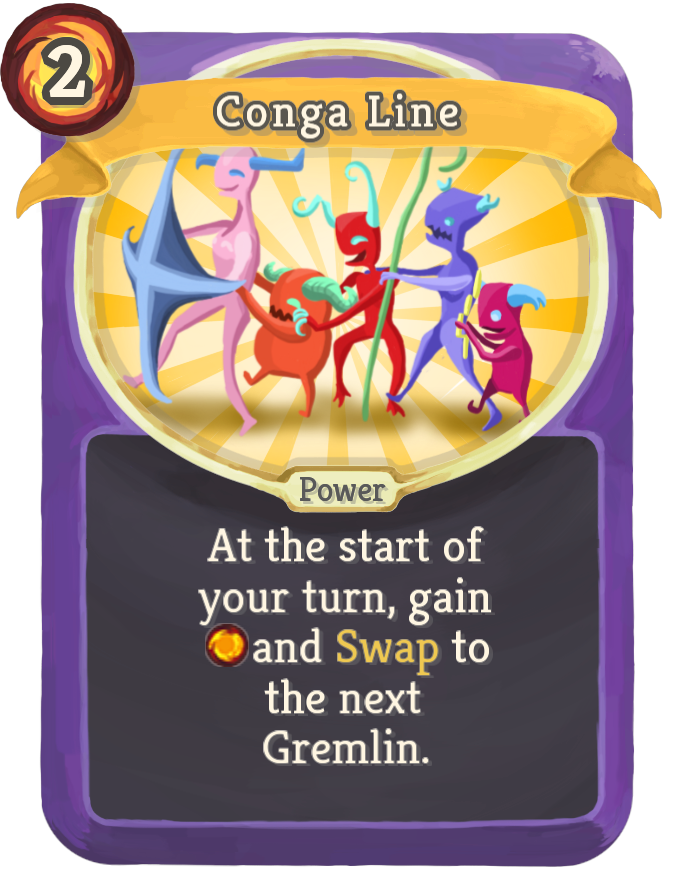 2
Conga Line
Power
At the start of
your turn, gain
and Swap to
the next
Gremlin.